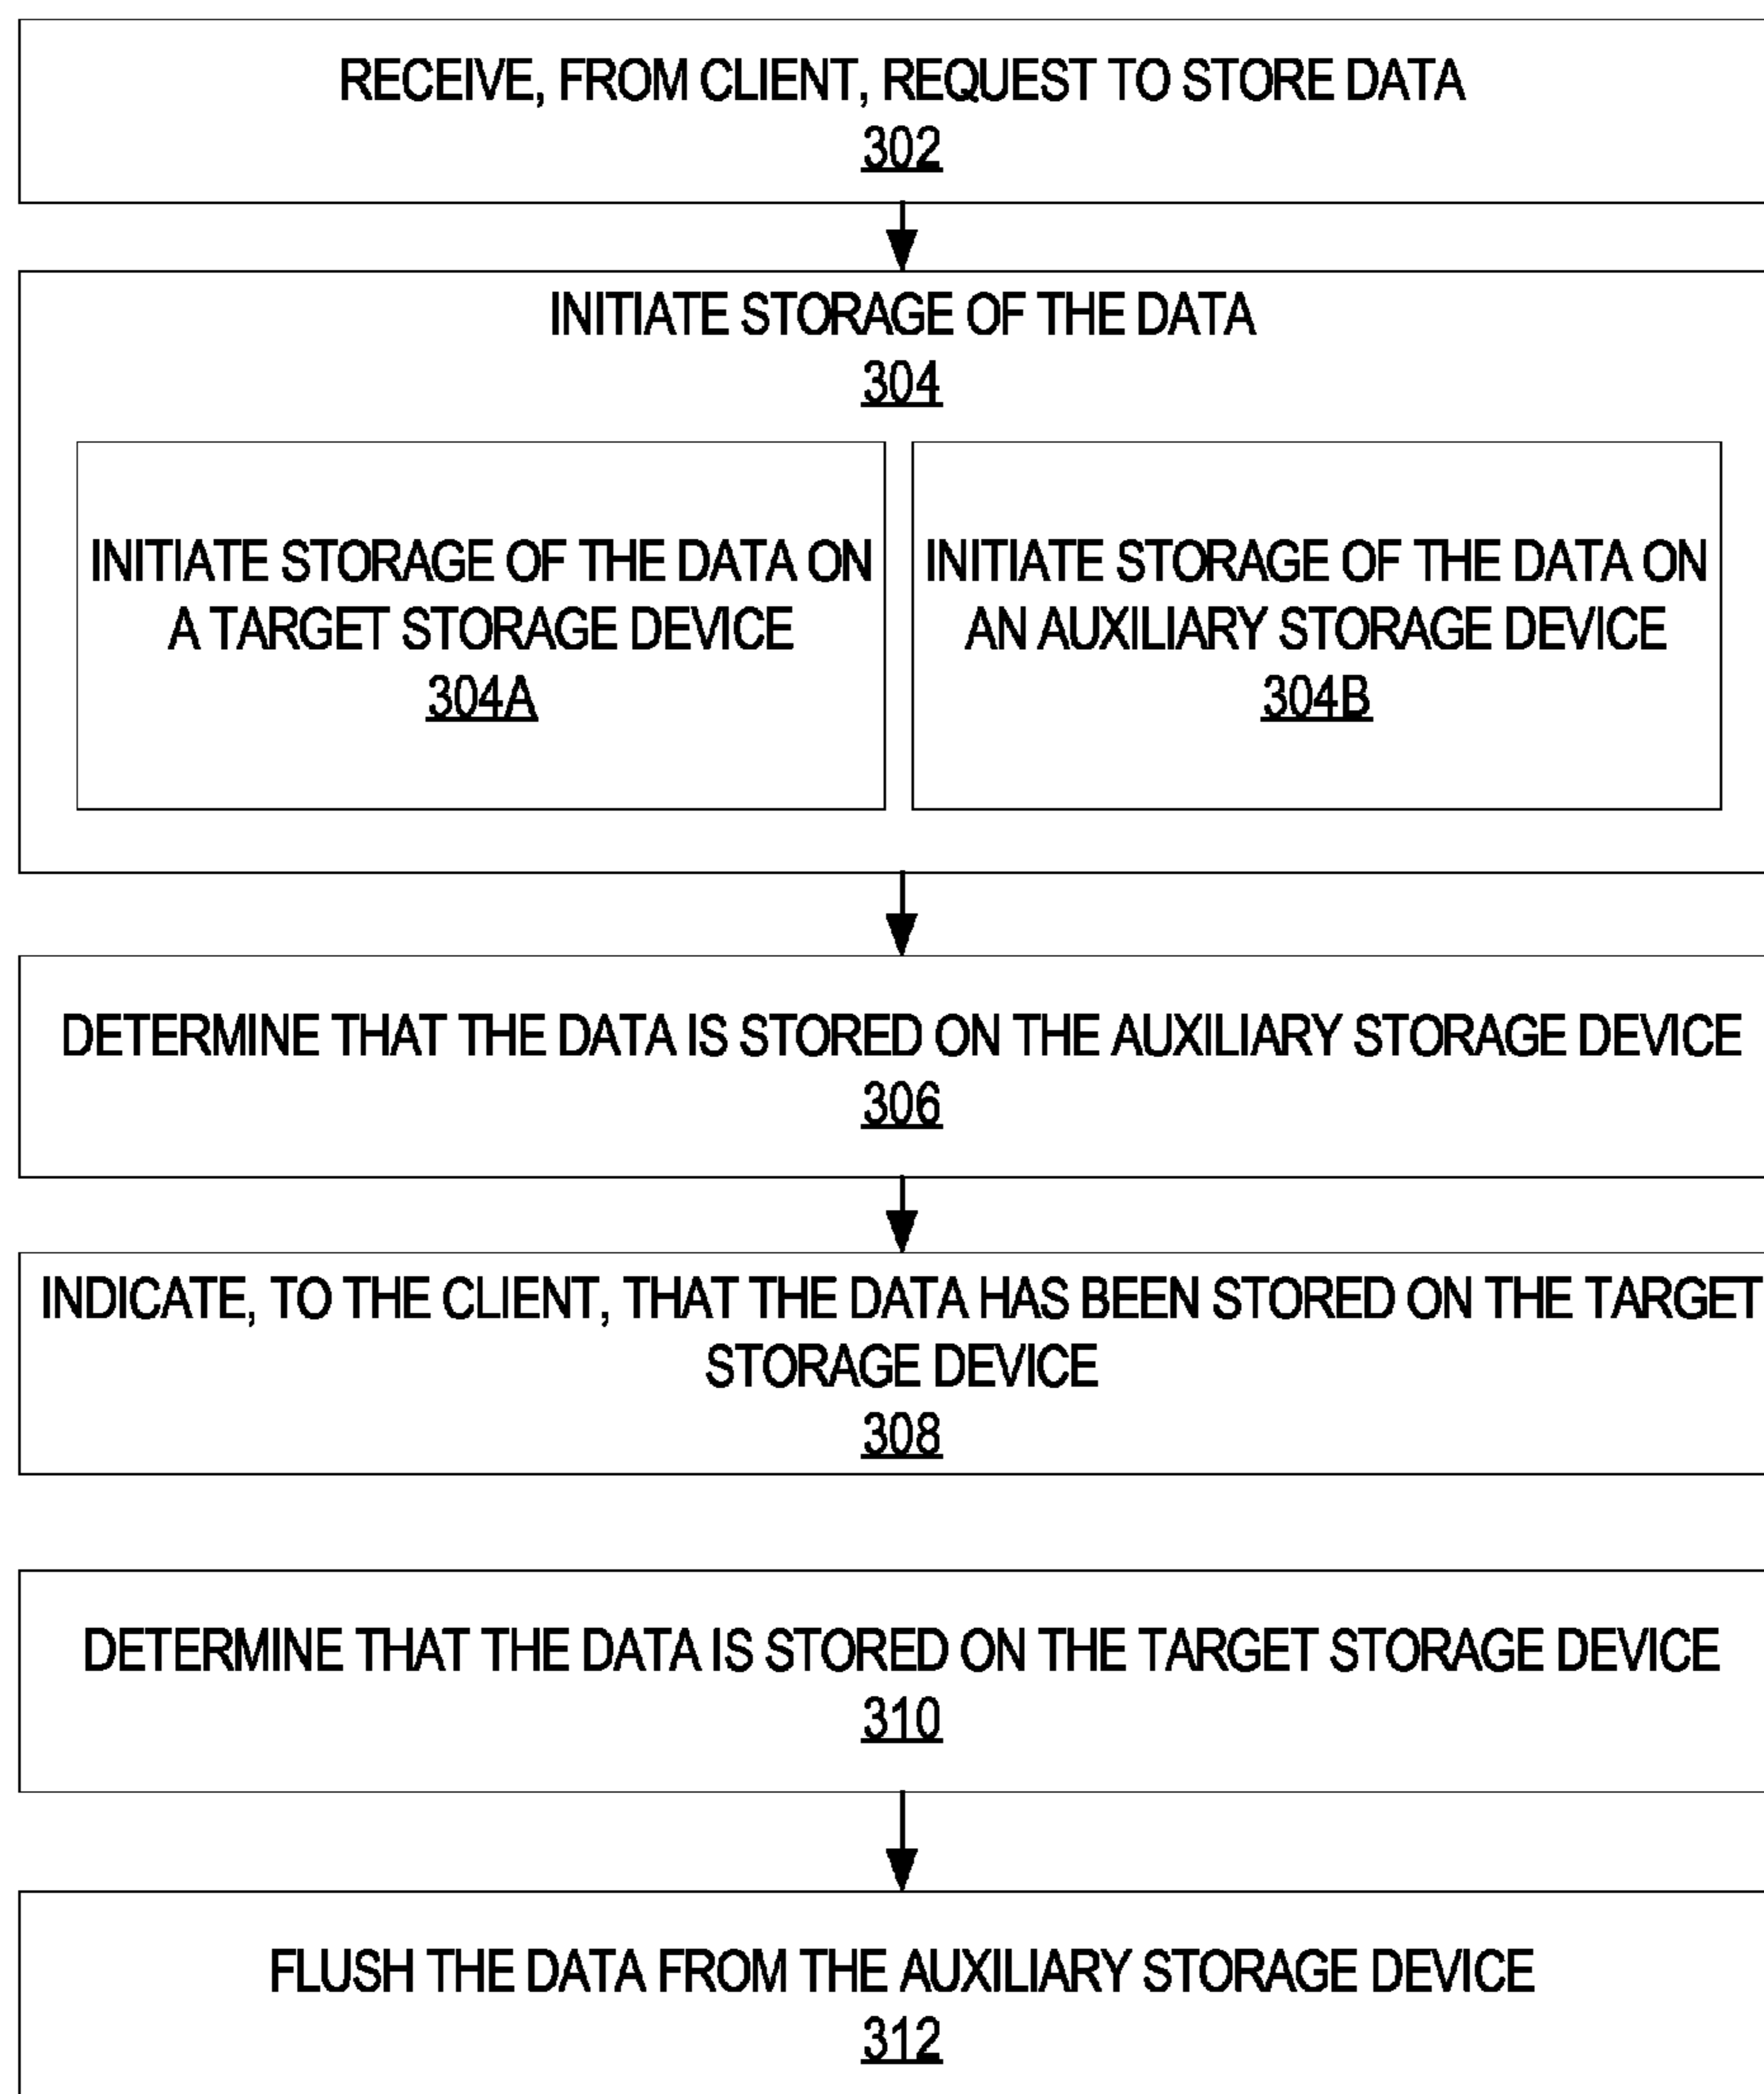 RECEIVE, FROM CLIENT, REQUEST TO STORE DATA
302
INITIATE STORAGE OF THE DATA
304
INITIATE STORAGE OF THE DATA ON
A TARGET STORAGE DEVICE
304A
INITIATE STORAGE OF THE DATA ON
AN AUXILIARY STORAGE DEVICE
304B
DETERMINE THAT THE DATA IS STORED ON THE AUXILIARY STORAGE DEVICE
306
INDICATE, TO THE CLIENT, THAT THE DATA HAS BEEN STORED ON THE TARGET
STORAGE DEVICE
308
DETERMINE THAT THE DATA IS STORED ON THE TARGET STORAGE DEVICE
310
FLUSH THE DATA FROM THE AUXILIARY STORAGE DEVICE
312